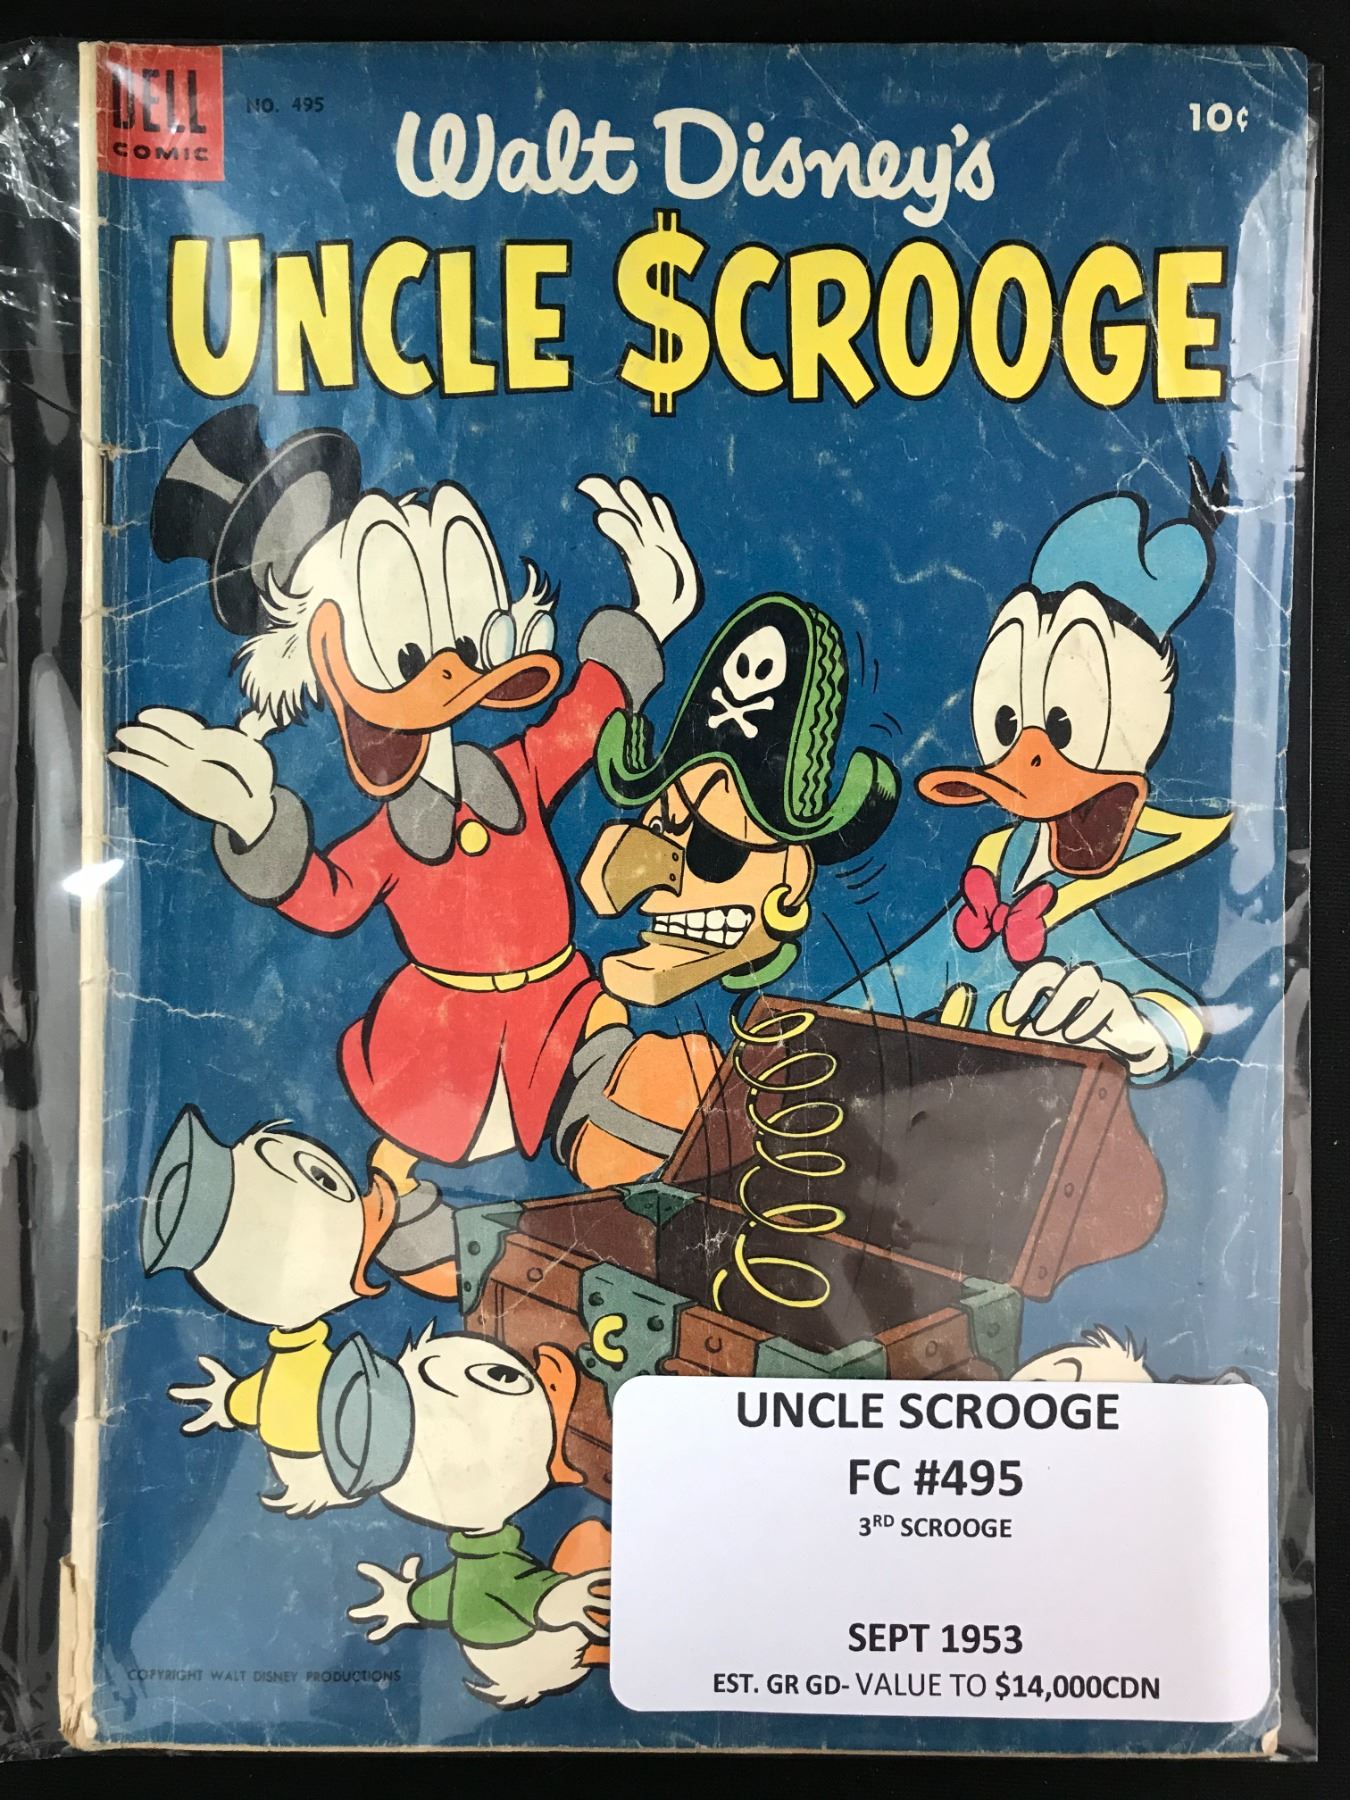 DELL
COMIC
NO. 495
10¢
Walt Disney's
UNCLE $CROOGE
UNCLE SCROOGE
FC #495
3RD SCROOGE
SEPT 1953
EST. GR GD- VALUE TO $14,000CDN
COPYRIGHT WALT DISNEY PRODUCTIONS